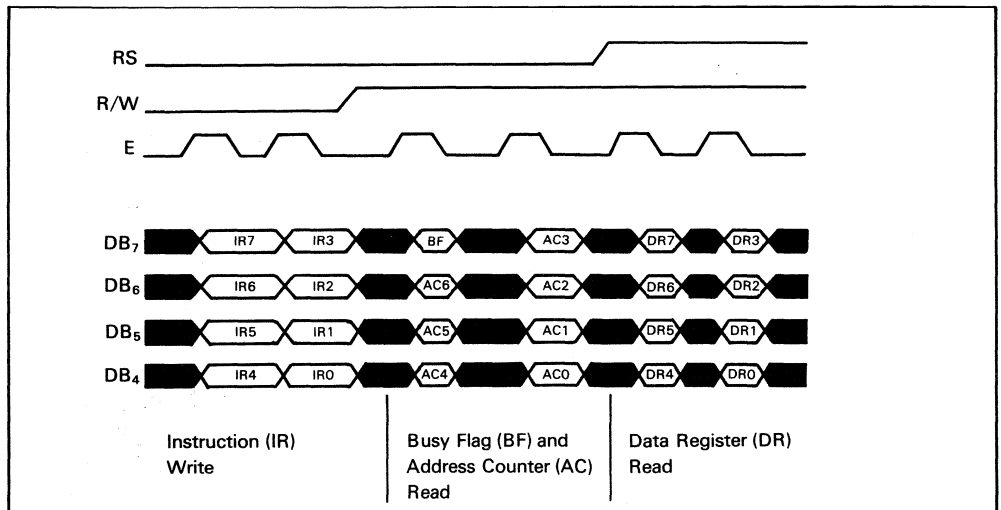 RS
R/W
E
DB7 IR7 IR3 BF AC3 DR7 DR3
DB6 IR6 IR2 AC6 AC2 DR6 DR2
DB5 IR5 IR1 AC5 AC1 DR5 DR1
DB4 IR4 IR0 AC4 AC0 DR4 DR0
Instruction (IR)
Write
Busy Flag (BF) and
Address Counter (AC)
Read
Data Register (DR)
Read